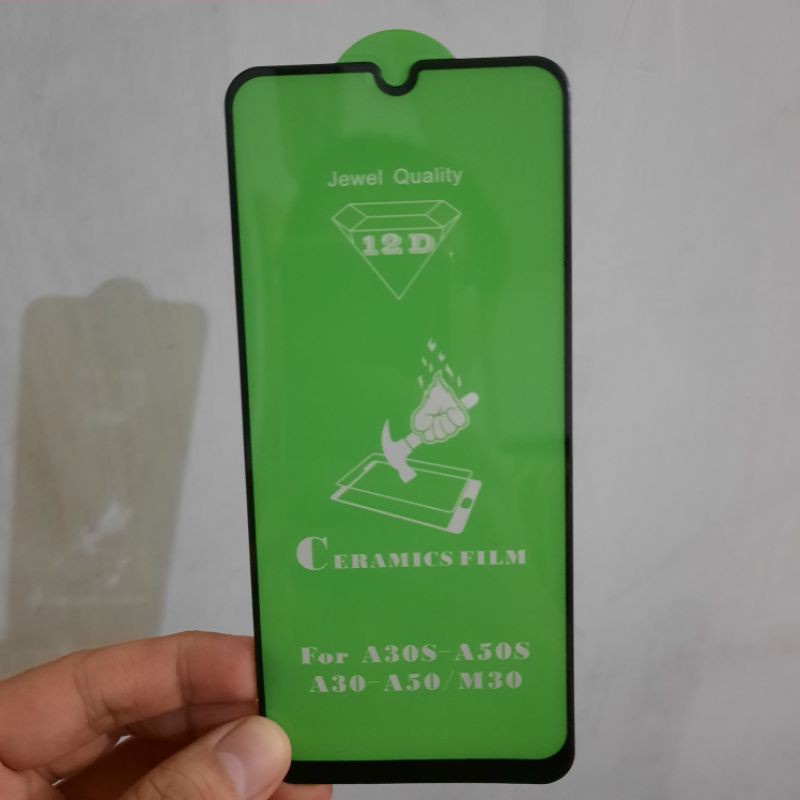 Jewel Quality
12D
CERAMICS FILM
For A30S-A50S
A30-A50/M30